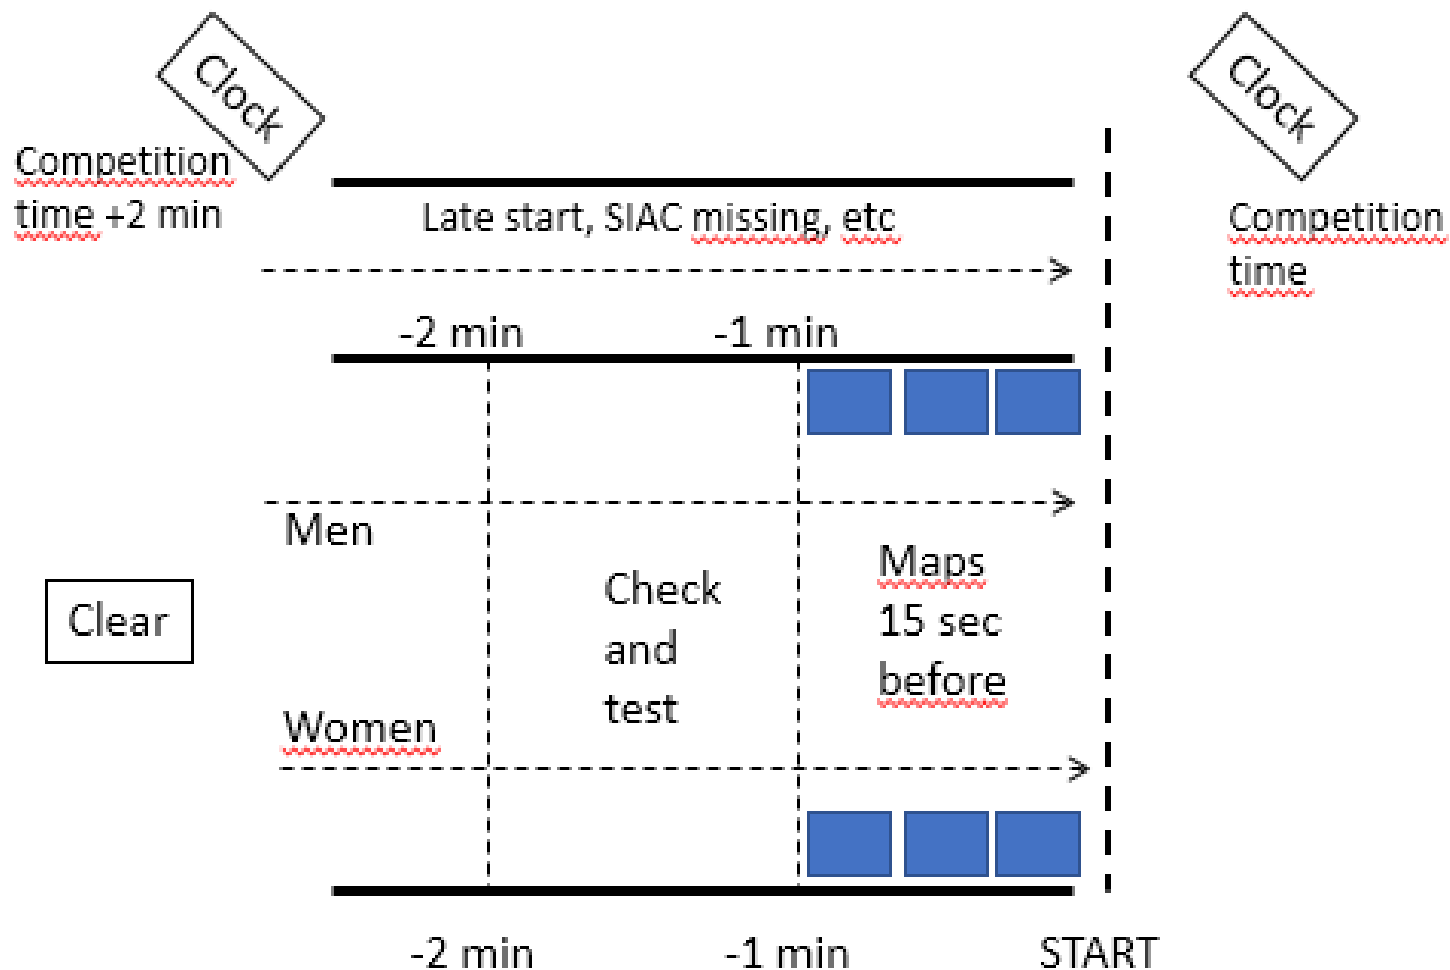 Clock
Clock
Competition
time +2 min
Late start, SIAC missing, etc
Competition
time
-2 min
-1 min
Men
Clear
Check
and
test
Maps
15 sec
before
Women
-2 min
-1 min
START